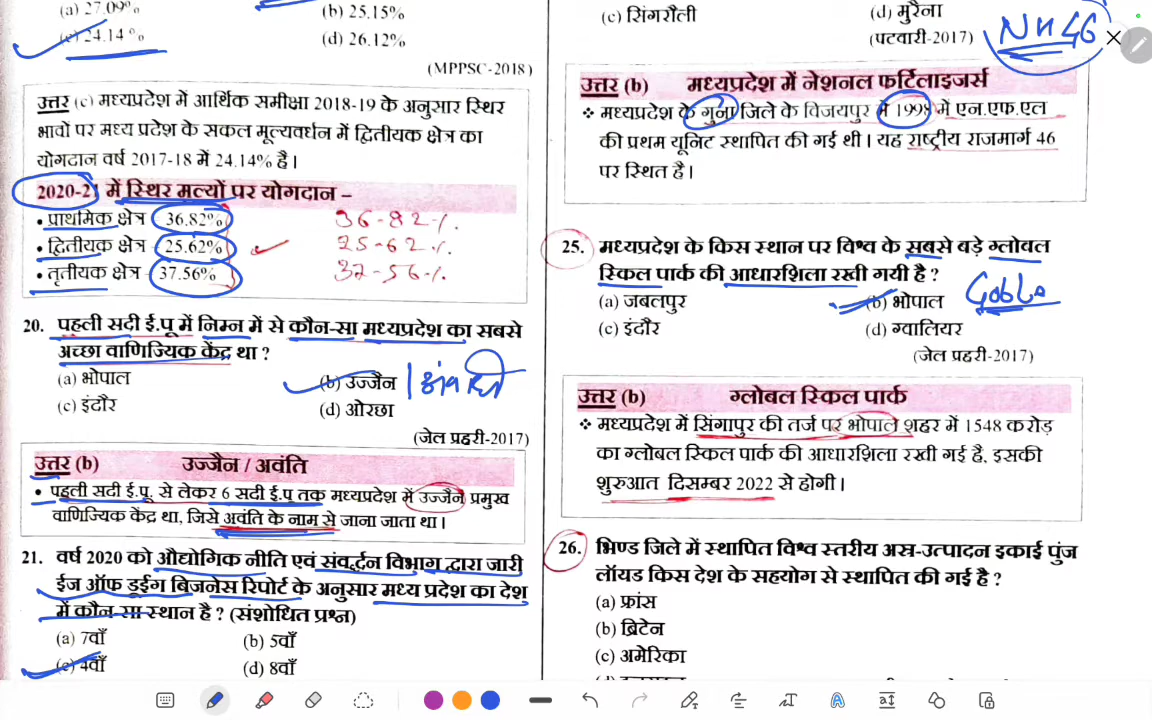 (a) 27.09% (b) 25.15%
(c) 24.14% (d) 26.12%
(MPPSC-2018)
उत्तर (c) मध्यप्रदेश में आर्थिक समीक्षा 2018-19 के अनुसार स्थिर
भावों पर मध्य प्रदेश के सकल मूल्यवर्धन में द्वितीयक क्षेत्र का
योगदान वर्ष 2017-18 में 24.14% है।
2020-21 में स्थिर मूल्यों पर योगदान –
• प्राथमिक क्षेत्र 36.82% 36-82-/.
• द्वितीयक क्षेत्र 25.62% 25-62-/.
• तृतीयक क्षेत्र 37.56% 37-56-/.
20. पहली सदी ई.पू में निम्न में से कौन-सा मध्यप्रदेश का सबसे
अच्छा वाणिज्यिक केंद्र था ?
(a) भोपाल (b) उज्जैन
(c) इंदौर (d) ओरछा
(जेल प्रहरी-2017)
उत्तर (b) उज्जैन / अवंति
• पहली सदी ई.पू. से लेकर 6 सदी ई.पू तक मध्यप्रदेश में उज्जैन प्रमुख
वाणिज्यिक केंद्र था, जिसे अवंति के नाम से जाना जाता था।
21. वर्ष 2020 को औद्योगिक नीति एवं संवर्द्धन विभाग द्वारा जारी
ईज ऑफ डूईंग बिजनेस रिपोर्ट के अनुसार मध्य प्रदेश का देश
में कौन-सा स्थान है ? (संशोधित प्रश्न)
(a) 7वाँ (b) 5वाँ
(c) 4वाँ (d) 8वाँ
(c) सिंगरौली (d) मुरैना
(पटवारी-2017) NH 46
उत्तर (b) मध्यप्रदेश में नेशनल फर्टिलाइजर्स
❖ मध्यप्रदेश के गुना जिले के विजयपुर में 1998 में एन.एफ.एल
की प्रथम यूनिट स्थापित की गई थी। यह राष्ट्रीय राजमार्ग 46
पर स्थित है।
25. मध्यप्रदेश के किस स्थान पर विश्व के सबसे बड़े ग्लोबल
स्किल पार्क की आधारशिला रखी गयी है ?
(a) जबलपुर (b) भोपाल
(c) इंदौर (d) ग्वालियर
(जेल प्रहरी-2017)
उत्तर (b) ग्लोबल स्किल पार्क
❖ मध्यप्रदेश में सिंगापुर की तर्ज पर भोपाल शहर में 1548 करोड़
का ग्लोबल स्किल पार्क की आधारशिला रखी गई है, इसकी
शुरुआत दिसम्बर 2022 से होगी।
26. भिण्ड जिले में स्थापित विश्व स्तरीय अस्त्र-उत्पादन इकाई पुंज
लॉयड किस देश के सहयोग से स्थापित की गई है ?
(a) फ्रांस
(b) ब्रिटेन
(c) अमेरिका